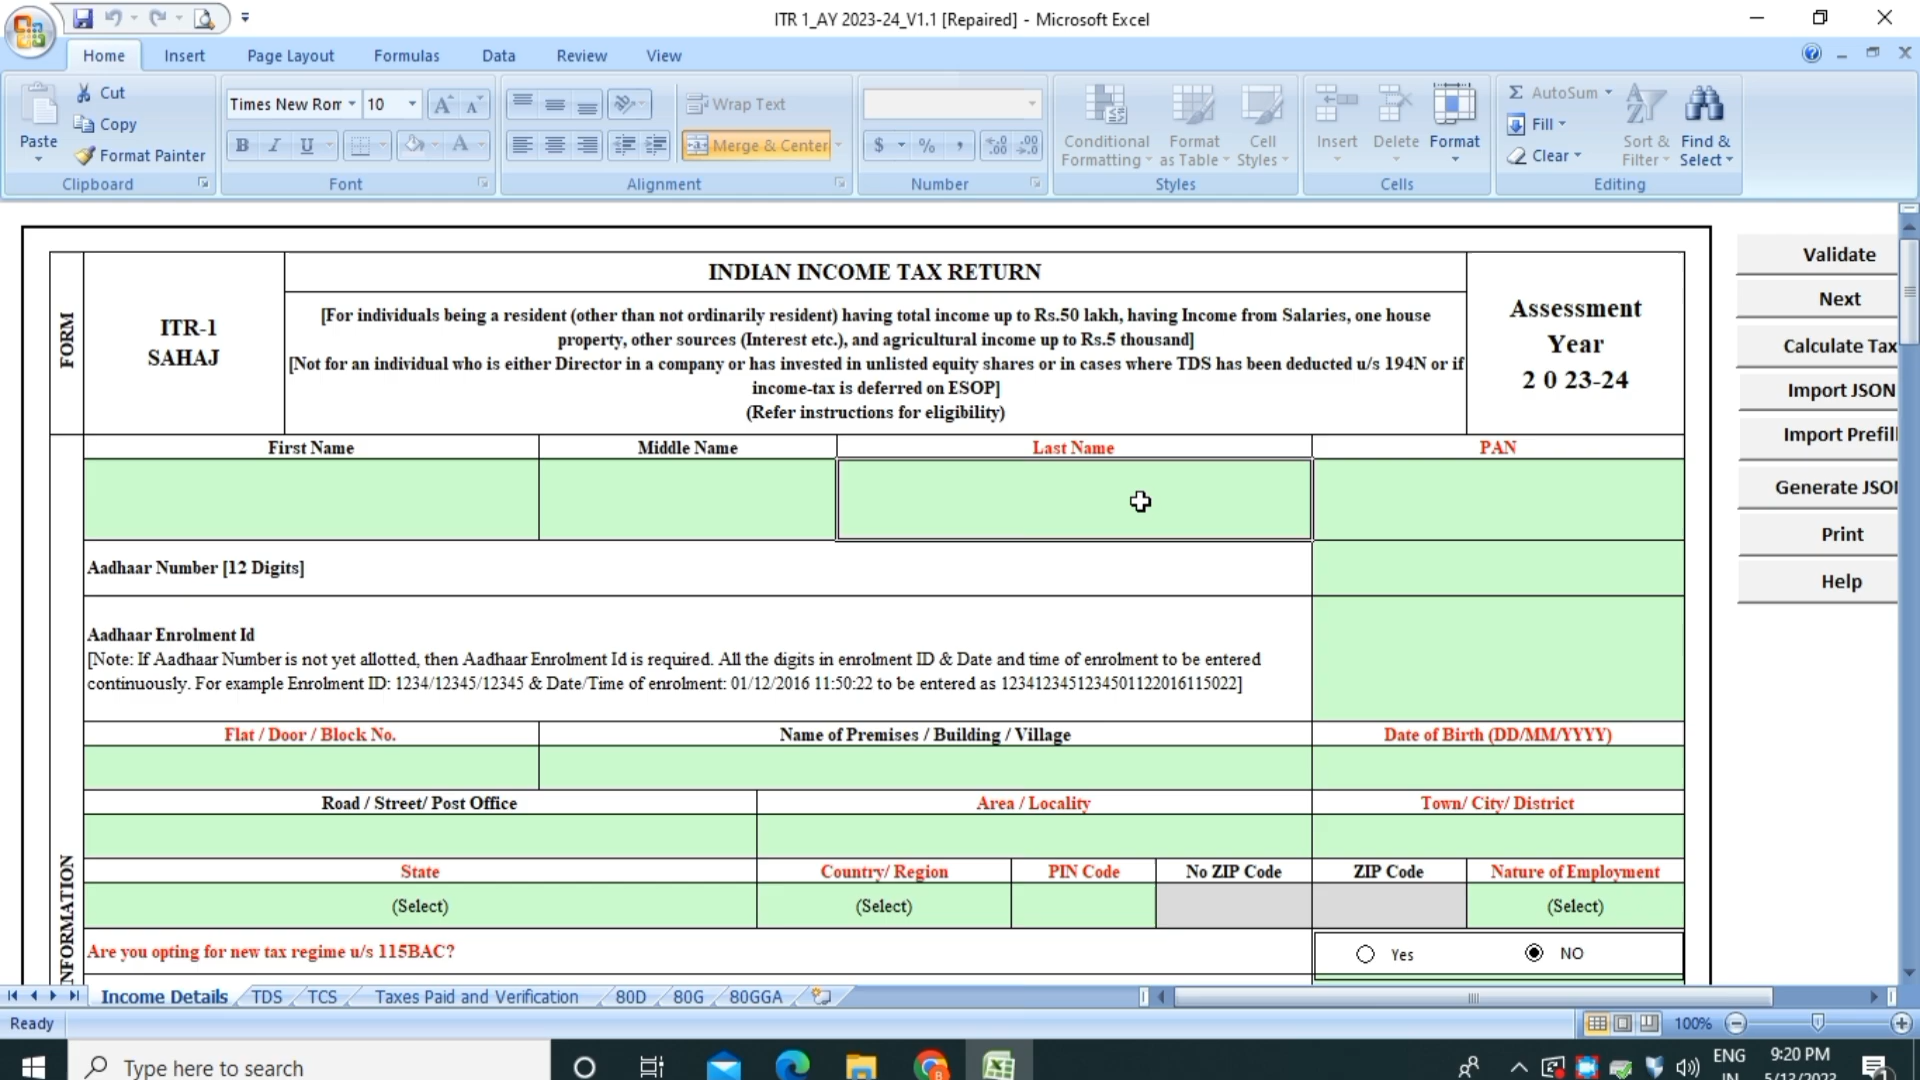 ITR 1_AY 2023-24_V1.1 [Repaired] - Microsoft Excel
Home
Insert
Page Layout
Formulas
Data
Review
View
Paste
Cut
Copy
Format Painter
Clipboard
Times New Ron
10
B I U
A
Font
Wrap Text
Merge & Center
Alignment
$ % ,
Number
Conditional Formatting
Format as Table
Cell Styles
Styles
Insert
Delete
Format
Cells
Σ AutoSum
Fill
Clear
Sort & Filter
Find & Select
Editing
FORM
ITR-1
SAHAJ
INDIAN INCOME TAX RETURN
[For individuals being a resident (other than not ordinarily resident) having total income up to Rs.50 lakh, having Income from Salaries, one house
property, other sources (Interest etc.), and agricultural income up to Rs.5 thousand]
[Not for an individual who is either Director in a company or has invested in unlisted equity shares or in cases where TDS has been deducted u/s 194N or if
income-tax is deferred on ESOP]
(Refer instructions for eligibility)
Assessment
Year
2 0 23-24
Validate
Next
Calculate Tax
Import JSON
Import Prefill
Generate JSO
Print
Help
First Name
Middle Name
Last Name
PAN
Aadhaar Number [12 Digits]
Aadhaar Enrolment Id
[Note: If Aadhaar Number is not yet allotted, then Aadhaar Enrolment Id is required. All the digits in enrolment ID & Date and time of enrolment to be entered
continuously. For example Enrolment ID: 1234/12345/12345 & Date/Time of enrolment: 01/12/2016 11:50:22 to be entered as 1234123451234501122016115022]
Flat / Door / Block No.
Name of Premises / Building / Village
Date of Birth (DD/MM/YYYY)
Road / Street/ Post Office
Area / Locality
Town/ City/ District
State
Country/ Region
PIN Code
No ZIP Code
ZIP Code
Nature of Employment
(Select)
(Select)
(Select)
NFORMATION
Are you opting for new tax regime u/s 115BAC?
Yes
NO
Income Details
TDS
TCS
Taxes Paid and Verification
80D
80G
80GGA
Ready
100%
Type here to search
ENG
IN
9:20 PM
5/13/2023